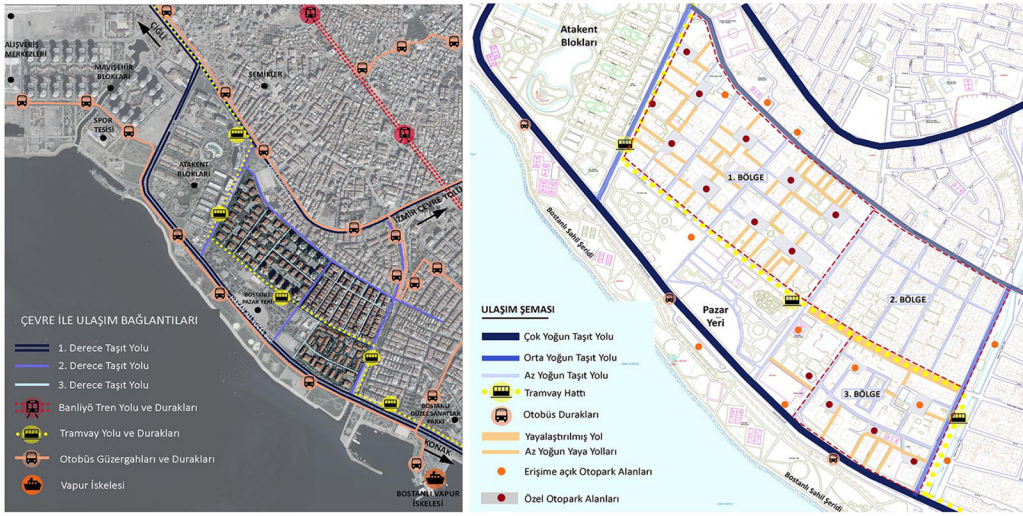 ÇİĞLİ
ALIŞVERİŞ
MERKEZLERİ
MAVİŞEHİR
BLOKLARI
ŞEMİKLER
SPOR
TESİSİ
ATAKENT
BLOKLARI
İZMİR ÇEVRE YOLU
BOSTANLI
PAZAR YERİ
ÇEVRE İLE ULAŞIM BAĞLANTILARI
1. Derece Taşıt Yolu
2. Derece Taşıt Yolu
3. Derece Taşıt Yolu
Banliyö Tren Yolu ve Durakları
Tramvay Yolu ve Durakları
Otobüs Güzergahları ve Durakları
Vapur İskelesi
BOSTANLI
GÜZEL SANATLAR
PARKI
KONAK
BOSTANLI VAPUR
İSKELESİ
Atakent
Blokları
1. BÖLGE
Bostanlı Sahil Şeridi
2. BÖLGE
Pazar
Yeri
3. BÖLGE
Bostanlı Sahil Şeridi
ULAŞIM ŞEMASI
Çok Yoğun Taşıt Yolu
Orta Yoğun Taşıt Yolu
Az Yoğun Taşıt Yolu
Tramvay Hattı
Otobüs Durakları
Yayalaştırılmış Yol
Az Yoğun Yaya Yolları
Erişime açık Otopark Alanları
Özel Otopark Alanları